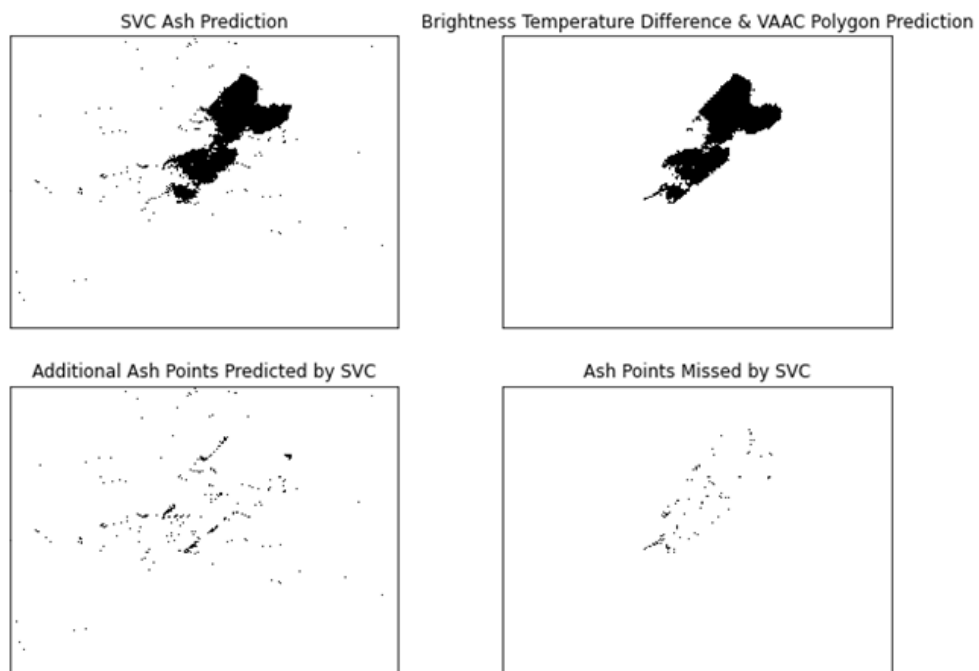 SVC Ash Prediction
Brightness Temperature Difference & VAAC Polygon Prediction
Additional Ash Points Predicted by SVC
Ash Points Missed by SVC